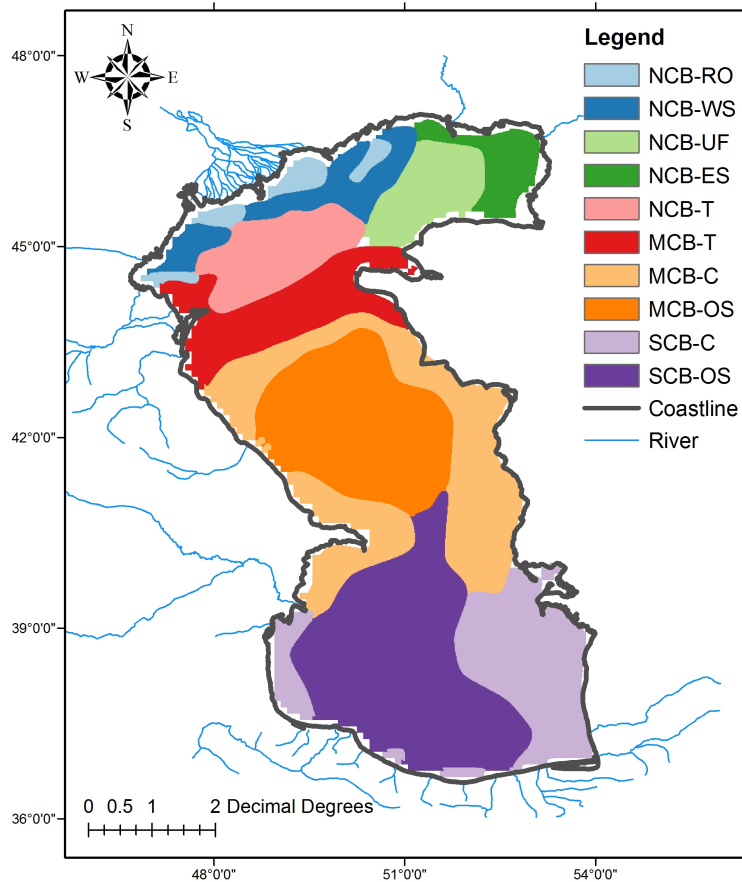 N
W E
S
Legend
NCB-RO
NCB-WS
NCB-UF
NCB-ES
NCB-T
MCB-T
MCB-C
MCB-OS
SCB-C
SCB-OS
Coastline
River
48°0'0"
45°0'0"
42°0'0"
39°0'0"
36°0'0"
0 0.5 1 2 Decimal Degrees
48°0'0" 51°0'0" 54°0'0"